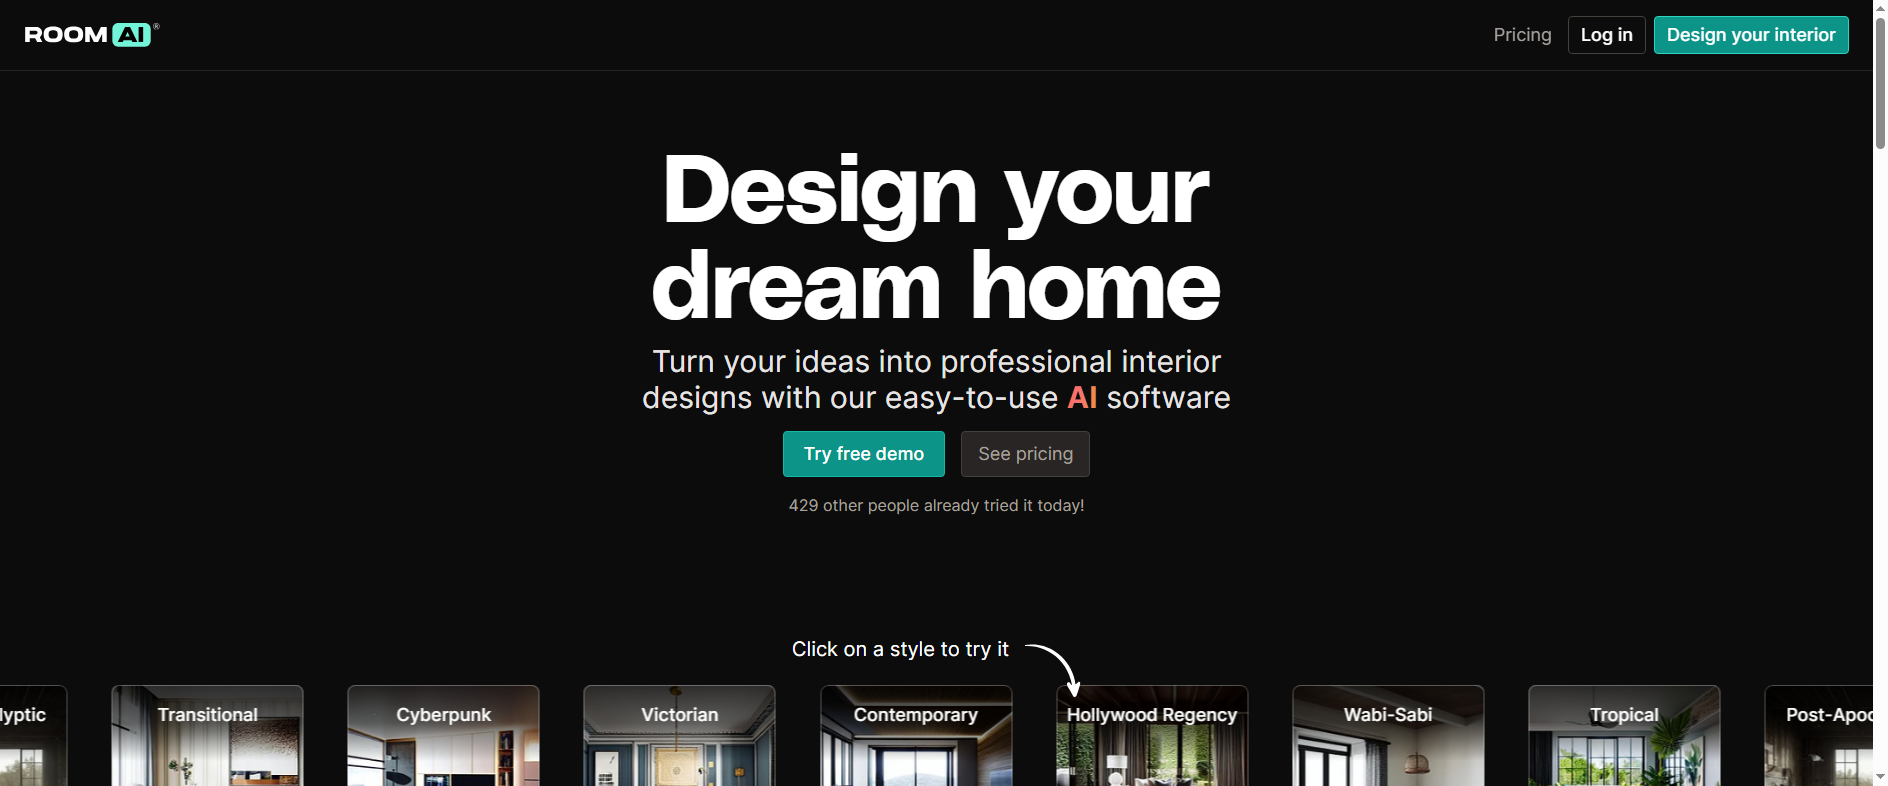 ROOM AI®
Pricing
Log in
Design your interior
Design your
dream home
Turn your ideas into professional interior
designs with our easy-to-use AI software
Try free demo
See pricing
429 other people already tried it today!
Click on a style to try it
lyptic
Transitional
Cyberpunk
Victorian
Contemporary
Hollywood Regency
Wabi-Sabi
Tropical
Post-Apoc